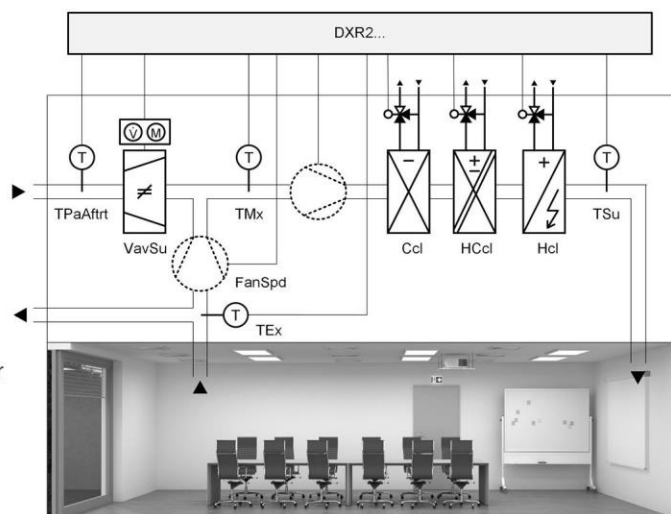 DXR2...
V M
T T T
TPaAftrt VavSu TMx Ccl HCcl Hcl TSu
FanSpd
T
TEx
r